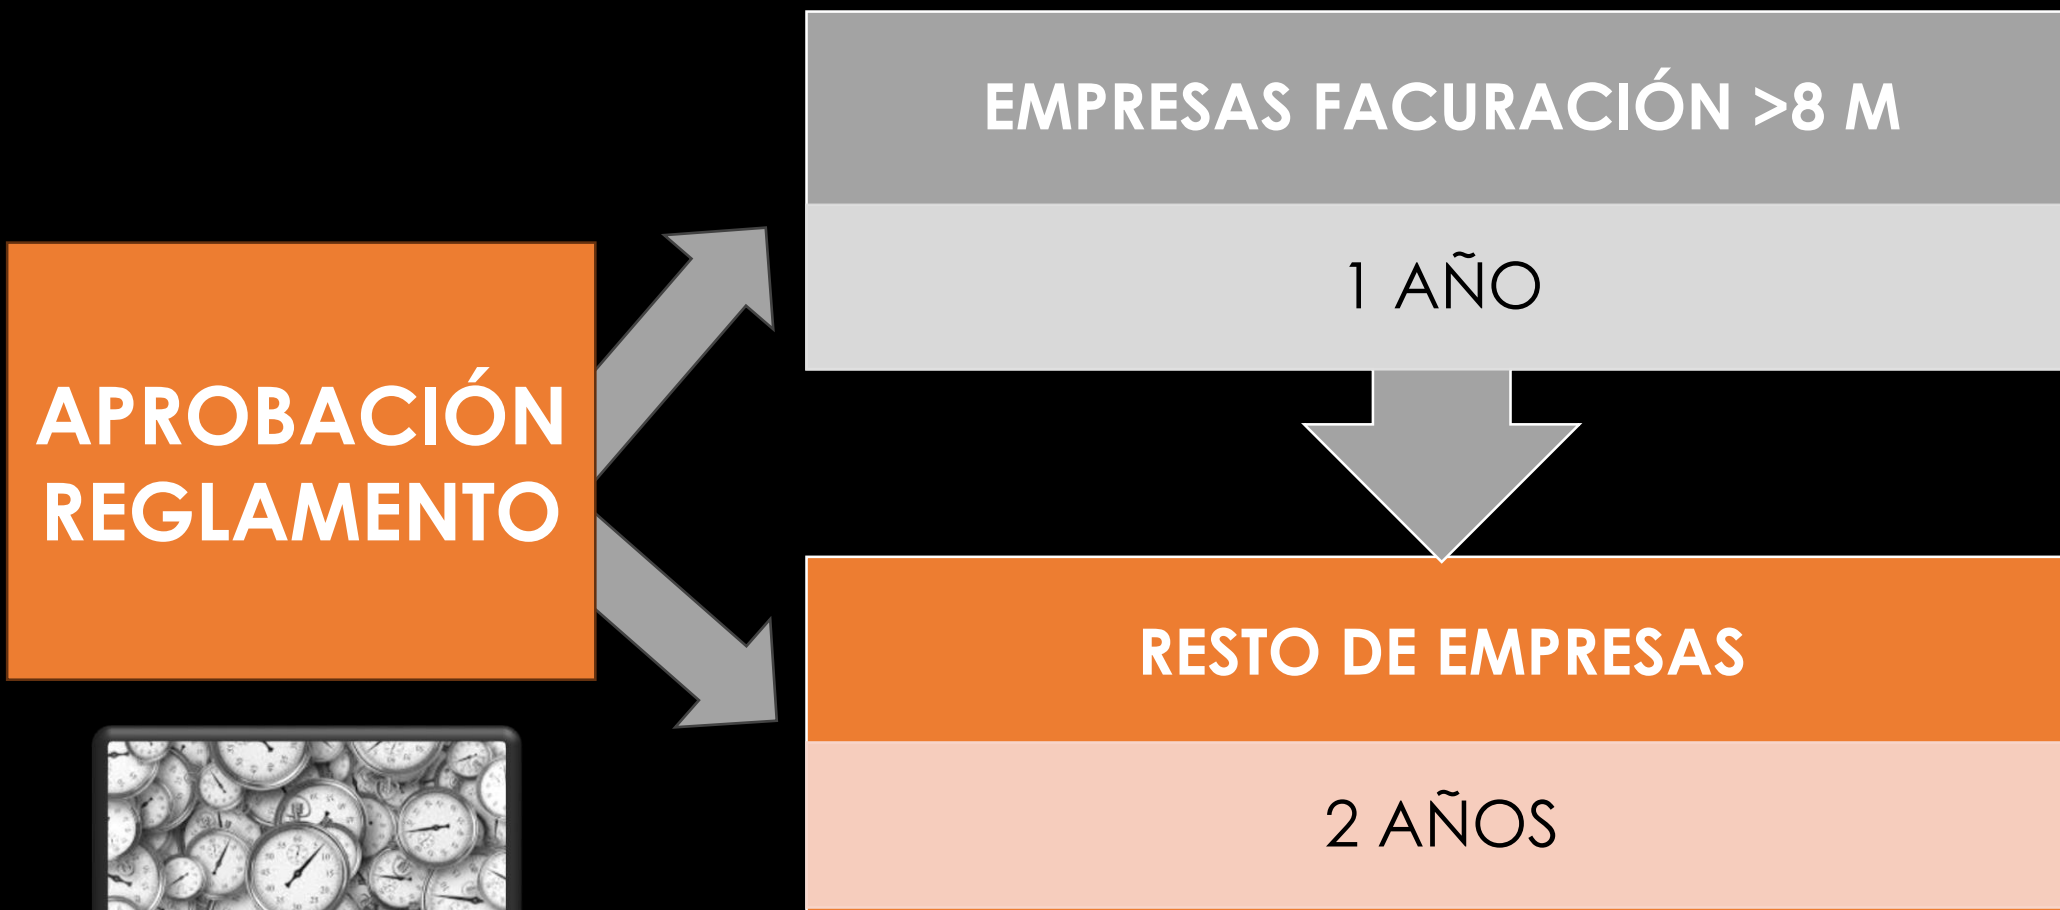 EMPRESAS FACURACIÓN >8 M
1 AÑO
APROBACIÓN
REGLAMENTO
RESTO DE EMPRESAS
2 AÑOS